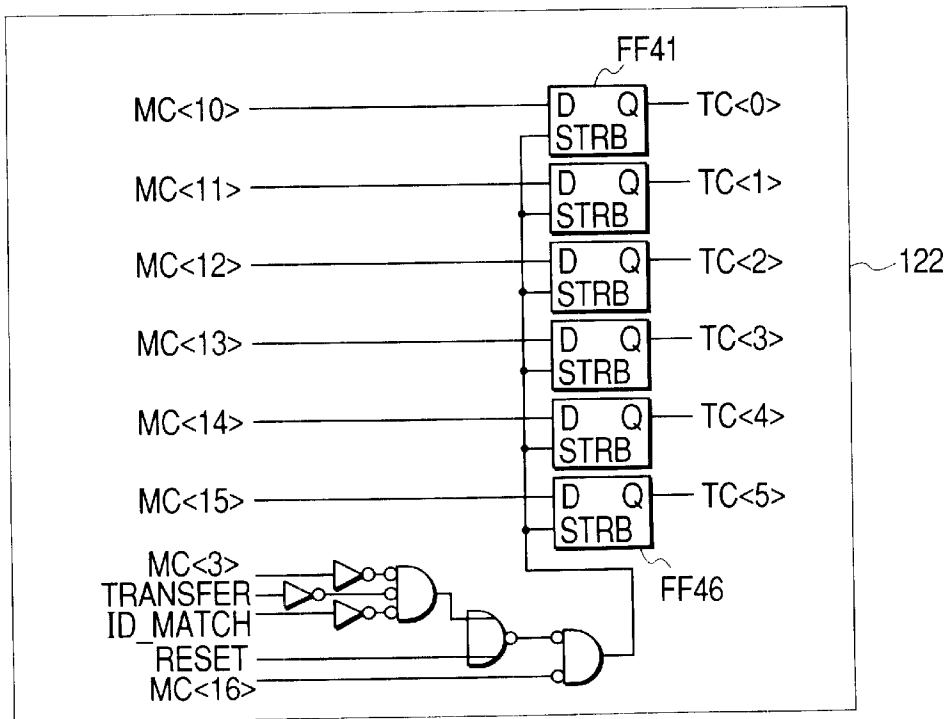 FF41
MC<10> D Q TC<0>
STRB
MC<11> D Q TC<1>
STRB
MC<12> D Q TC<2>
STRB
122
MC<13> D Q TC<3>
STRB
MC<14> D Q TC<4>
STRB
MC<15> D Q TC<5>
STRB
MC<3>
TRANSFER
FF46
ID_MATCH
RESET
MC<16>